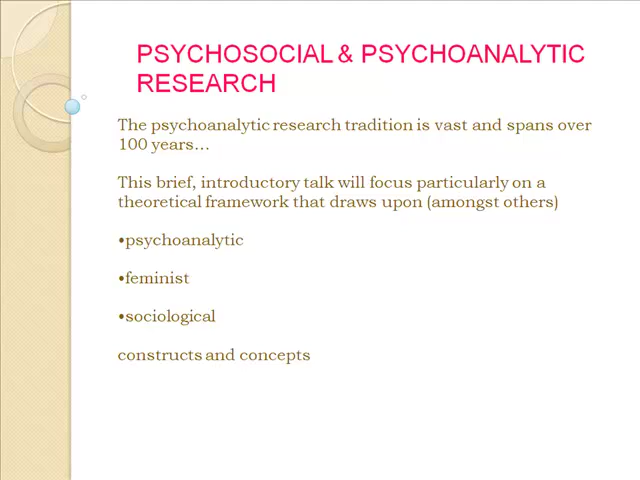 PSYCHOSOCIAL & PSYCHOANALYTIC
RESEARCH
The psychoanalytic research tradition is vast and spans over
100 years…
This brief, introductory talk will focus particularly on a
theoretical framework that draws upon (amongst others)
•psychoanalytic
•feminist
•sociological
constructs and concepts